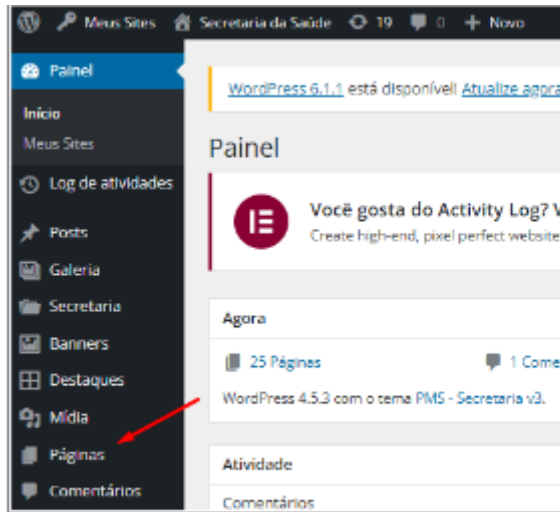 Meus Sites Secretaria da Saúde 19 0 + Novo
Painel
Início
Meus Sites
Log de atividades
Posts
Galeria
Secretaria
Banners
Destaques
Mídia
Páginas
Comentários
WordPress 6.1.1 está disponível! Atualize agora
Painel
Você gosta do Activity Log? V
Create high-end, pixel perfect website
Agora
25 Páginas 1 Come
WordPress 4.5.3 com o tema PMS - Secretaria v3.
Atividade
Comentários